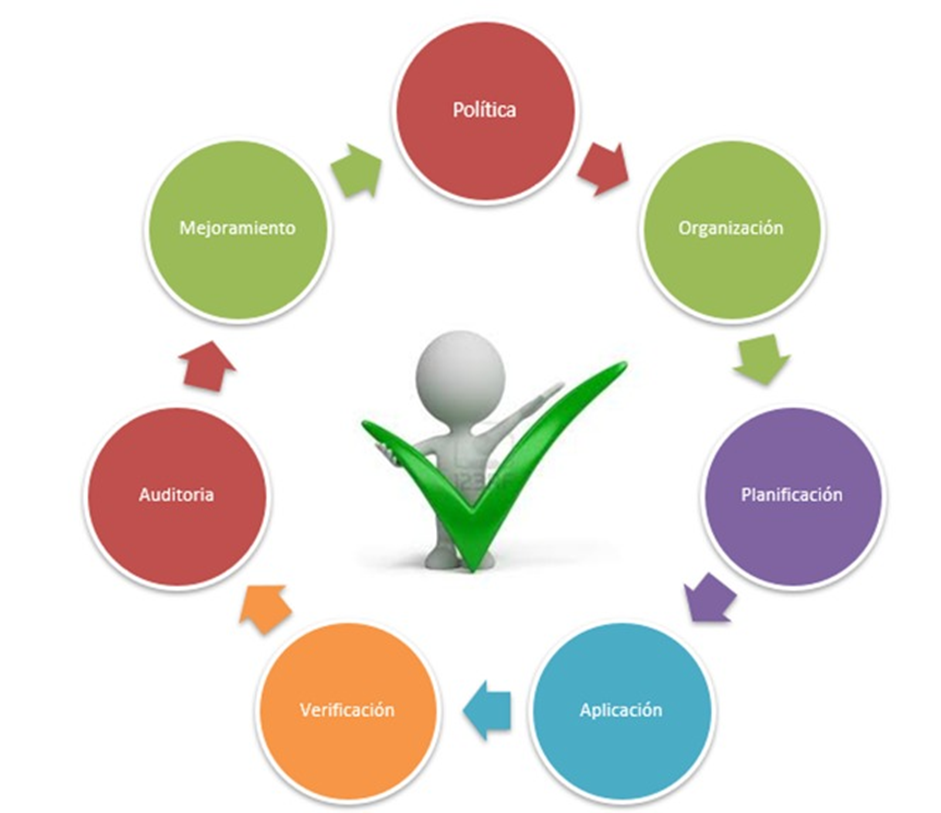 Política
Organización
Planificación
Aplicación
Verificación
Auditoria
Mejoramiento